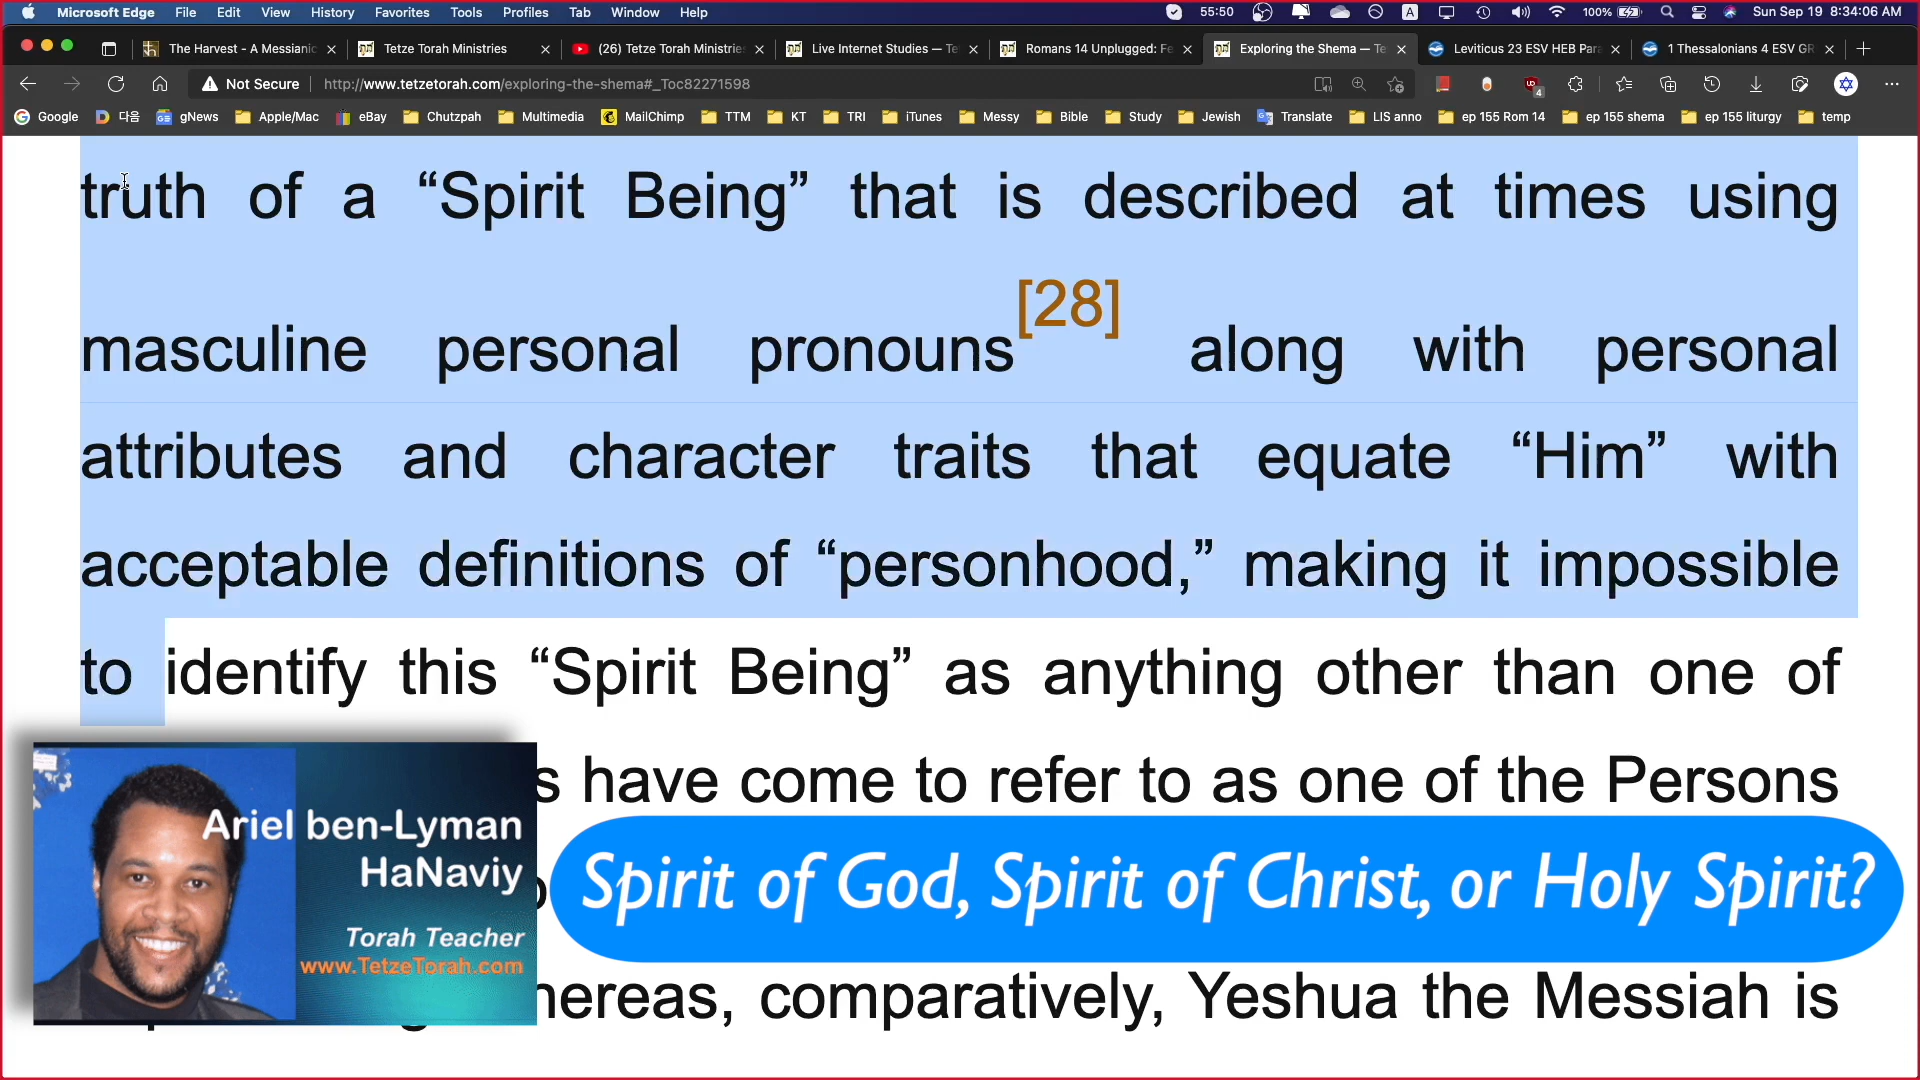 Microsoft Edge File Edit View History Favorites Tools Profiles Tab Window Help 55:50 A 100% Sun Sep 19 8:34:06 AM
The Harvest - A Messianic Tetze Torah Ministries (26) Tetze Torah Ministrie Live Internet Studies — Te Romans 14 Unplugged: Fe Exploring the Shema — Te Leviticus 23 ESV HEB Para 1 Thessalonians 4 ESV GR
Not Secure http://www.tetzetorah.com/exploring-the-shema#_Toc82271598 4
Google 다음 gNews Apple/Mac eBay Chutzpah Multimedia MailChimp TTM KT TRI iTunes Messy Bible Study Jewish Translate LIS anno ep 155 Rom 14 ep 155 shema ep 155 liturgy temp
truth of a “Spirit Being” that is described at times using
masculine personal pronouns[28] along with personal
attributes and character traits that equate “Him” with
acceptable definitions of “personhood,” making it impossible
to identify this “Spirit Being” as anything other than one of
s have come to refer to as one of the Persons
Ariel ben-Lyman
HaNaviy
Torah Teacher
www.TetzeTorah.com
Spirit of God, Spirit of Christ, or Holy Spirit?
hereas, comparatively, Yeshua the Messiah is